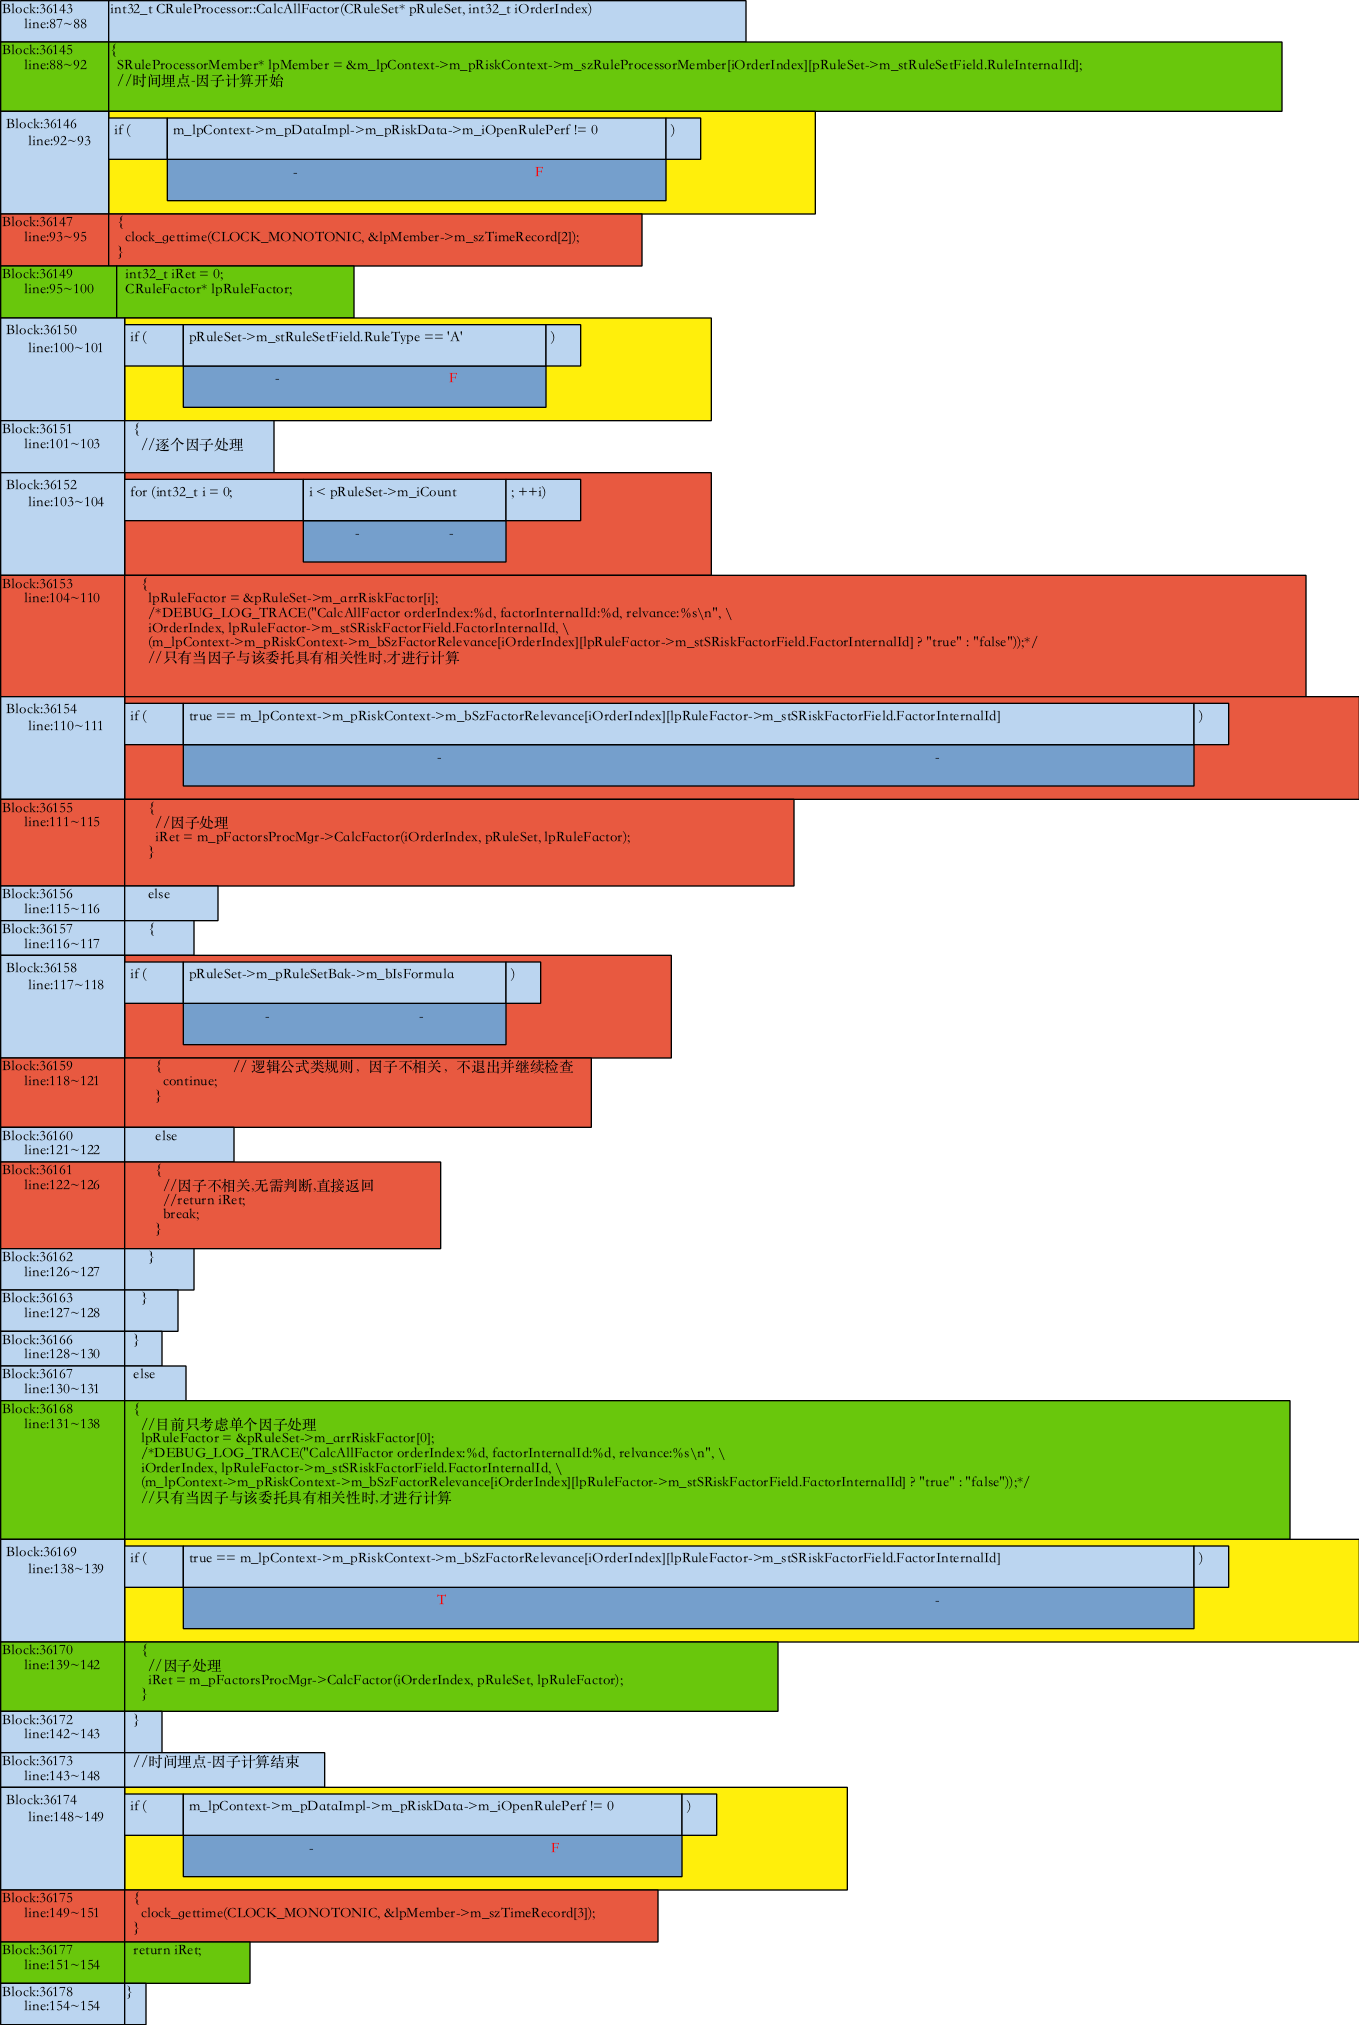 Block:36143
line:87~88
int32_t CRuleProcessor::CalcAllFactor(CRuleSet* pRuleSet, int32_t iOrderIndex)
Block:36145
line:88~92
{
SRuleProcessorMember* lpMember = &m_lpContext->m_pRiskContext->m_szRuleProcessorMember[iOrderIndex][pRuleSet->m_stRuleSetField.RuleInternalId];
//时间埋点-因子计算开始
Block:36146
line:92~93
if ( m_lpContext->m_pDataImpl->m_pRiskData->m_iOpenRulePerf != 0 )
- F
Block:36147
line:93~95
{
clock_gettime(CLOCK_MONOTONIC, &lpMember->m_szTimeRecord[2]);
}
Block:36149
line:95~100
int32_t iRet = 0;
CRuleFactor* lpRuleFactor;
Block:36150
line:100~101
if ( pRuleSet->m_stRuleSetField.RuleType == 'A' )
- F
Block:36151
line:101~103
{
//逐个因子处理
Block:36152
line:103~104
for (int32_t i = 0; i < pRuleSet->m_iCount ; ++i)
- -
Block:36153
line:104~110
{
lpRuleFactor = &pRuleSet->m_arrRiskFactor[i];
/*DEBUG_LOG_TRACE("CalcAllFactor orderIndex:%d, factorInternalId:%d, relvance:%s\n", \
iOrderIndex, lpRuleFactor->m_stSRiskFactorField.FactorInternalId, \
(m_lpContext->m_pRiskContext->m_bSzFactorRelevance[iOrderIndex][lpRuleFactor->m_stSRiskFactorField.FactorInternalId] ? "true" : "false"));*/
//只有当因子与该委托具有相关性时,才进行计算
Block:36154
line:110~111
if ( true == m_lpContext->m_pRiskContext->m_bSzFactorRelevance[iOrderIndex][lpRuleFactor->m_stSRiskFactorField.FactorInternalId] )
- -
Block:36155
line:111~115
{
//因子处理
iRet = m_pFactorsProcMgr->CalcFactor(iOrderIndex, pRuleSet, lpRuleFactor);
}
Block:36156
line:115~116
else
Block:36157
line:116~117
{
Block:36158
line:117~118
if ( pRuleSet->m_pRuleSetBak->m_bIsFormula )
- -
Block:36159
line:118~121
{ // 逻辑公式类规则，因子不相关，不退出并继续检查
continue;
}
Block:36160
line:121~122
else
Block:36161
line:122~126
{
//因子不相关,无需判断,直接返回
//return iRet;
break;
}
Block:36162
line:126~127
}
Block:36163
line:127~128
}
Block:36166
line:128~130
}
Block:36167
line:130~131
else
Block:36168
line:131~138
{
//目前只考虑单个因子处理
lpRuleFactor = &pRuleSet->m_arrRiskFactor[0];
/*DEBUG_LOG_TRACE("CalcAllFactor orderIndex:%d, factorInternalId:%d, relvance:%s\n", \
iOrderIndex, lpRuleFactor->m_stSRiskFactorField.FactorInternalId, \
(m_lpContext->m_pRiskContext->m_bSzFactorRelevance[iOrderIndex][lpRuleFactor->m_stSRiskFactorField.FactorInternalId] ? "true" : "false"));*/
//只有当因子与该委托具有相关性时,才进行计算
Block:36169
line:138~139
if ( true == m_lpContext->m_pRiskContext->m_bSzFactorRelevance[iOrderIndex][lpRuleFactor->m_stSRiskFactorField.FactorInternalId] )
T -
Block:36170
line:139~142
{
//因子处理
iRet = m_pFactorsProcMgr->CalcFactor(iOrderIndex, pRuleSet, lpRuleFactor);
}
Block:36172
line:142~143
}
Block:36173
line:143~148
//时间埋点-因子计算结束
Block:36174
line:148~149
if ( m_lpContext->m_pDataImpl->m_pRiskData->m_iOpenRulePerf != 0 )
- F
Block:36175
line:149~151
{
clock_gettime(CLOCK_MONOTONIC, &lpMember->m_szTimeRecord[3]);
}
Block:36177
line:151~154
return iRet;
Block:36178
line:154~154
}